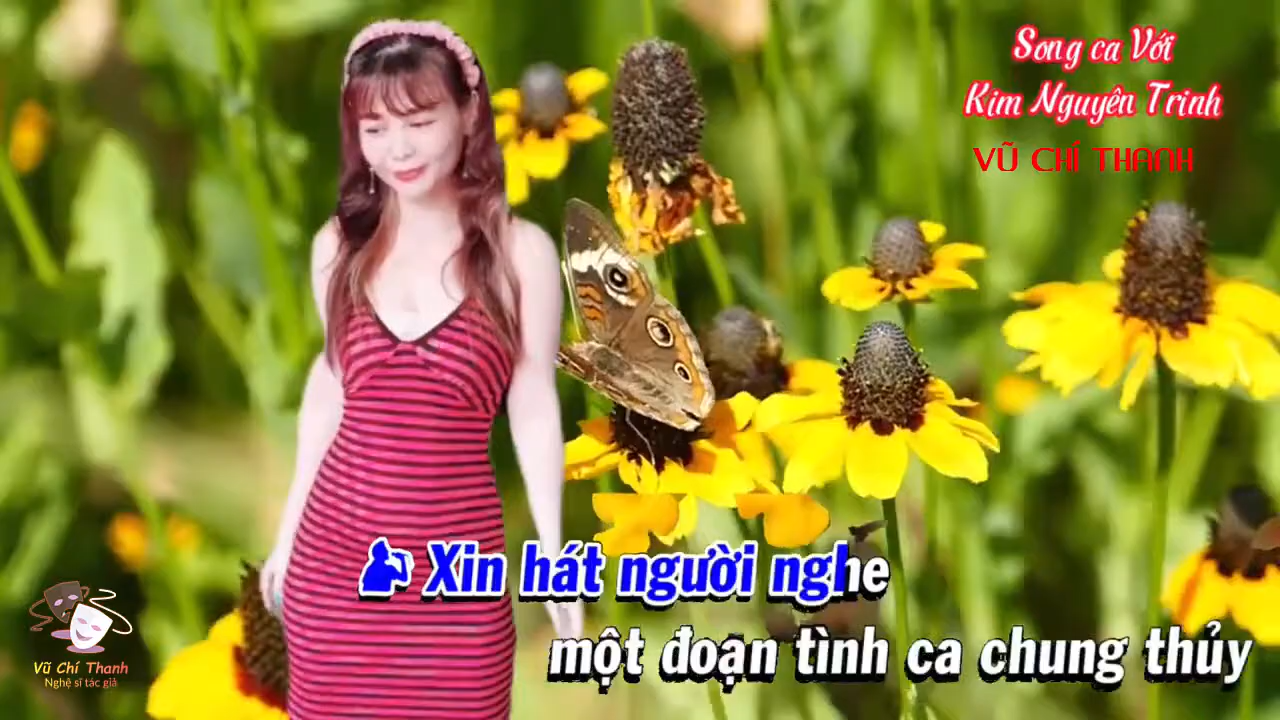 Song ca Với
Kim Nguyên Trinh
VŨ CHÍ THANH
Xin hát người nghe
một đoạn tình ca chung thủy
Vũ Chí Thanh
Nghệ sĩ tác giả